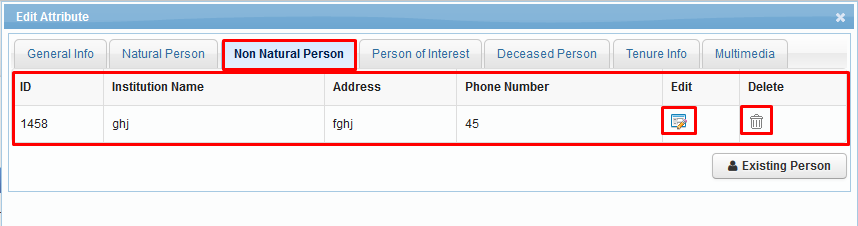 Edit Attribute
General Info Natural Person Non Natural Person Person of Interest Deceased Person Tenure Info Multimedia
ID Institution Name Address Phone Number Edit Delete
1458 ghj fghj 45
Existing Person